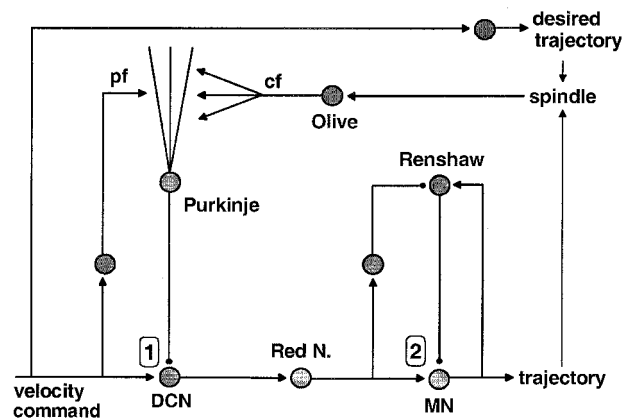 desired
trajectory
pf
cf
spindle
Olive
Renshaw
Purkinje
1
Red N.
2
velocity
command
DCN
MN
trajectory